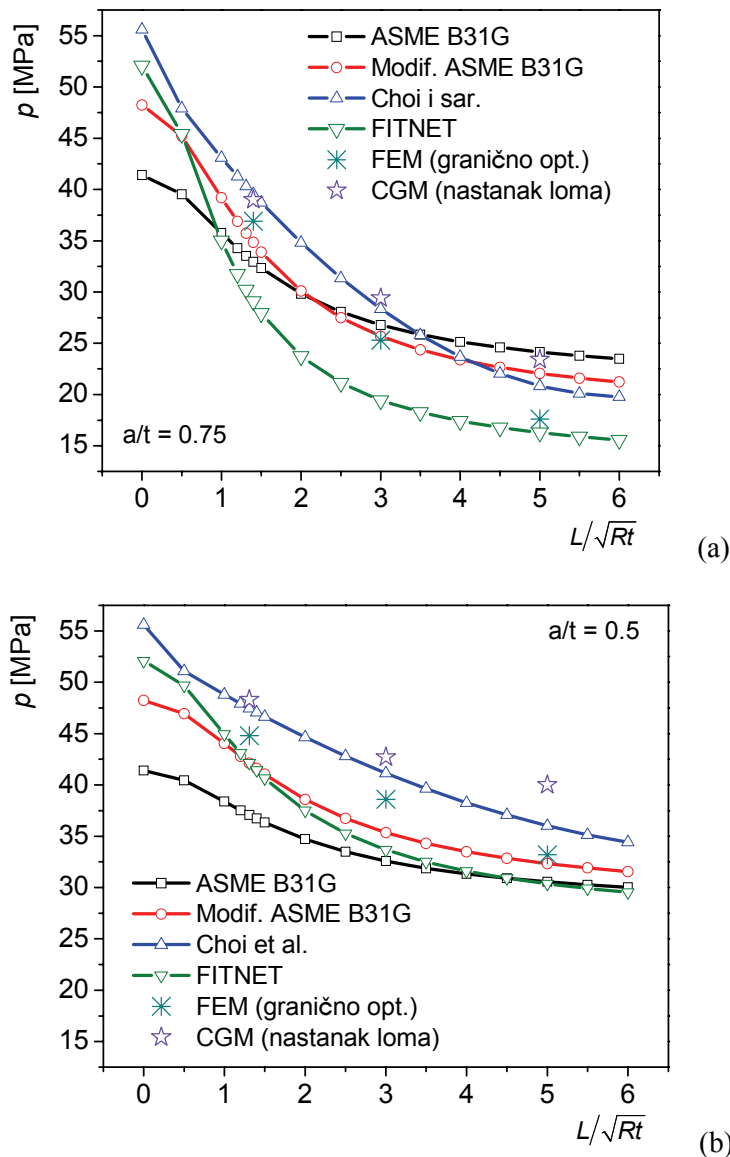 55
50
45
40
35
30
25
20
15
p [MPa]
ASME B31G
Modif. ASME B31G
Choi i sar.
FITNET
FEM (granično opt.)
CGM (nastanak loma)
a/t = 0.75
0 1 2 3 4 5 6
L/√Rt
(a)
55
50
45
40
35
30
25
20
15
p [MPa]
a/t = 0.5
ASME B31G
Modif. ASME B31G
Choi et al.
FITNET
FEM (granično opt.)
CGM (nastanak loma)
0 1 2 3 4 5 6
L/√Rt
(b)